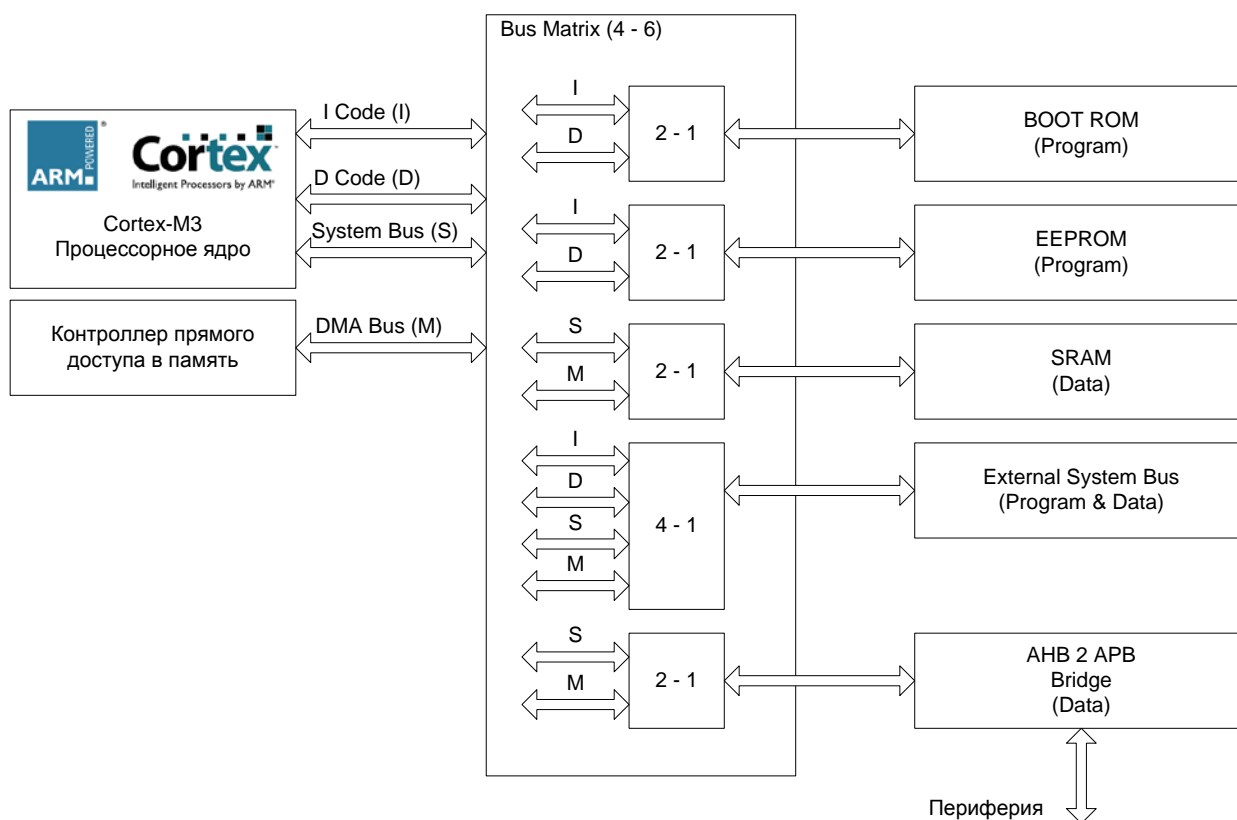 Bus Matrix (4 - 6)
ARM POWERED ®
Cortex
Intelligent Processors by ARM®
Cortex-M3
Процессорное ядро
Контроллер прямого
доступа в память
I Code (I)
D Code (D)
System Bus (S)
DMA Bus (M)
I
D
2 - 1
BOOT ROM
(Program)
I
D
2 - 1
EEPROM
(Program)
S
M
2 - 1
SRAM
(Data)
I
D
S
M
4 - 1
External System Bus
(Program & Data)
S
M
2 - 1
AHB 2 APB
Bridge
(Data)
Периферия